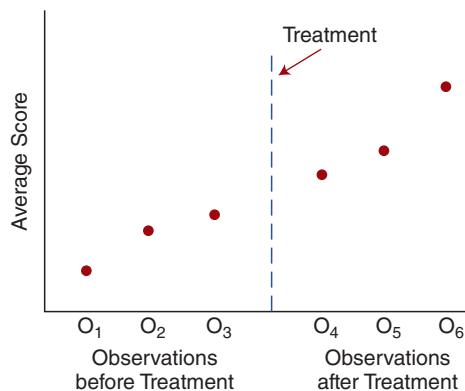 Treatment
Average Score
O₁ O₂ O₃ O₄ O₅ O₆
Observations
before Treatment
Observations
after Treatment